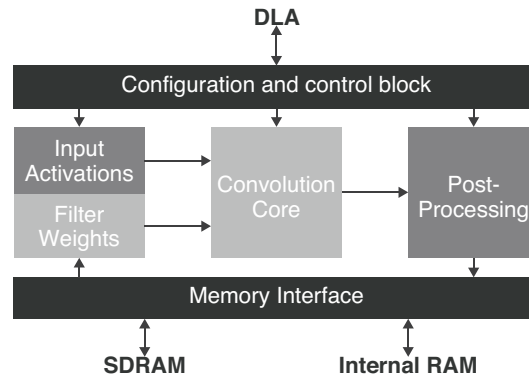 DLA
Configuration and control block
Input
Activations
Filter
Weights
Convolution
Core
Post-
Processing
Memory Interface
SDRAM
Internal RAM